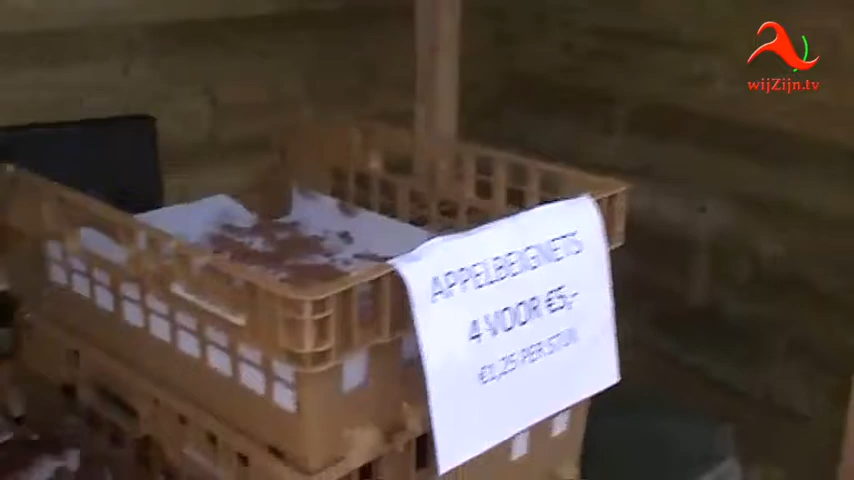 wijZijn.tv
APPELBEIGNETS
4 VOOR €5,-
€1,25 PER STUK